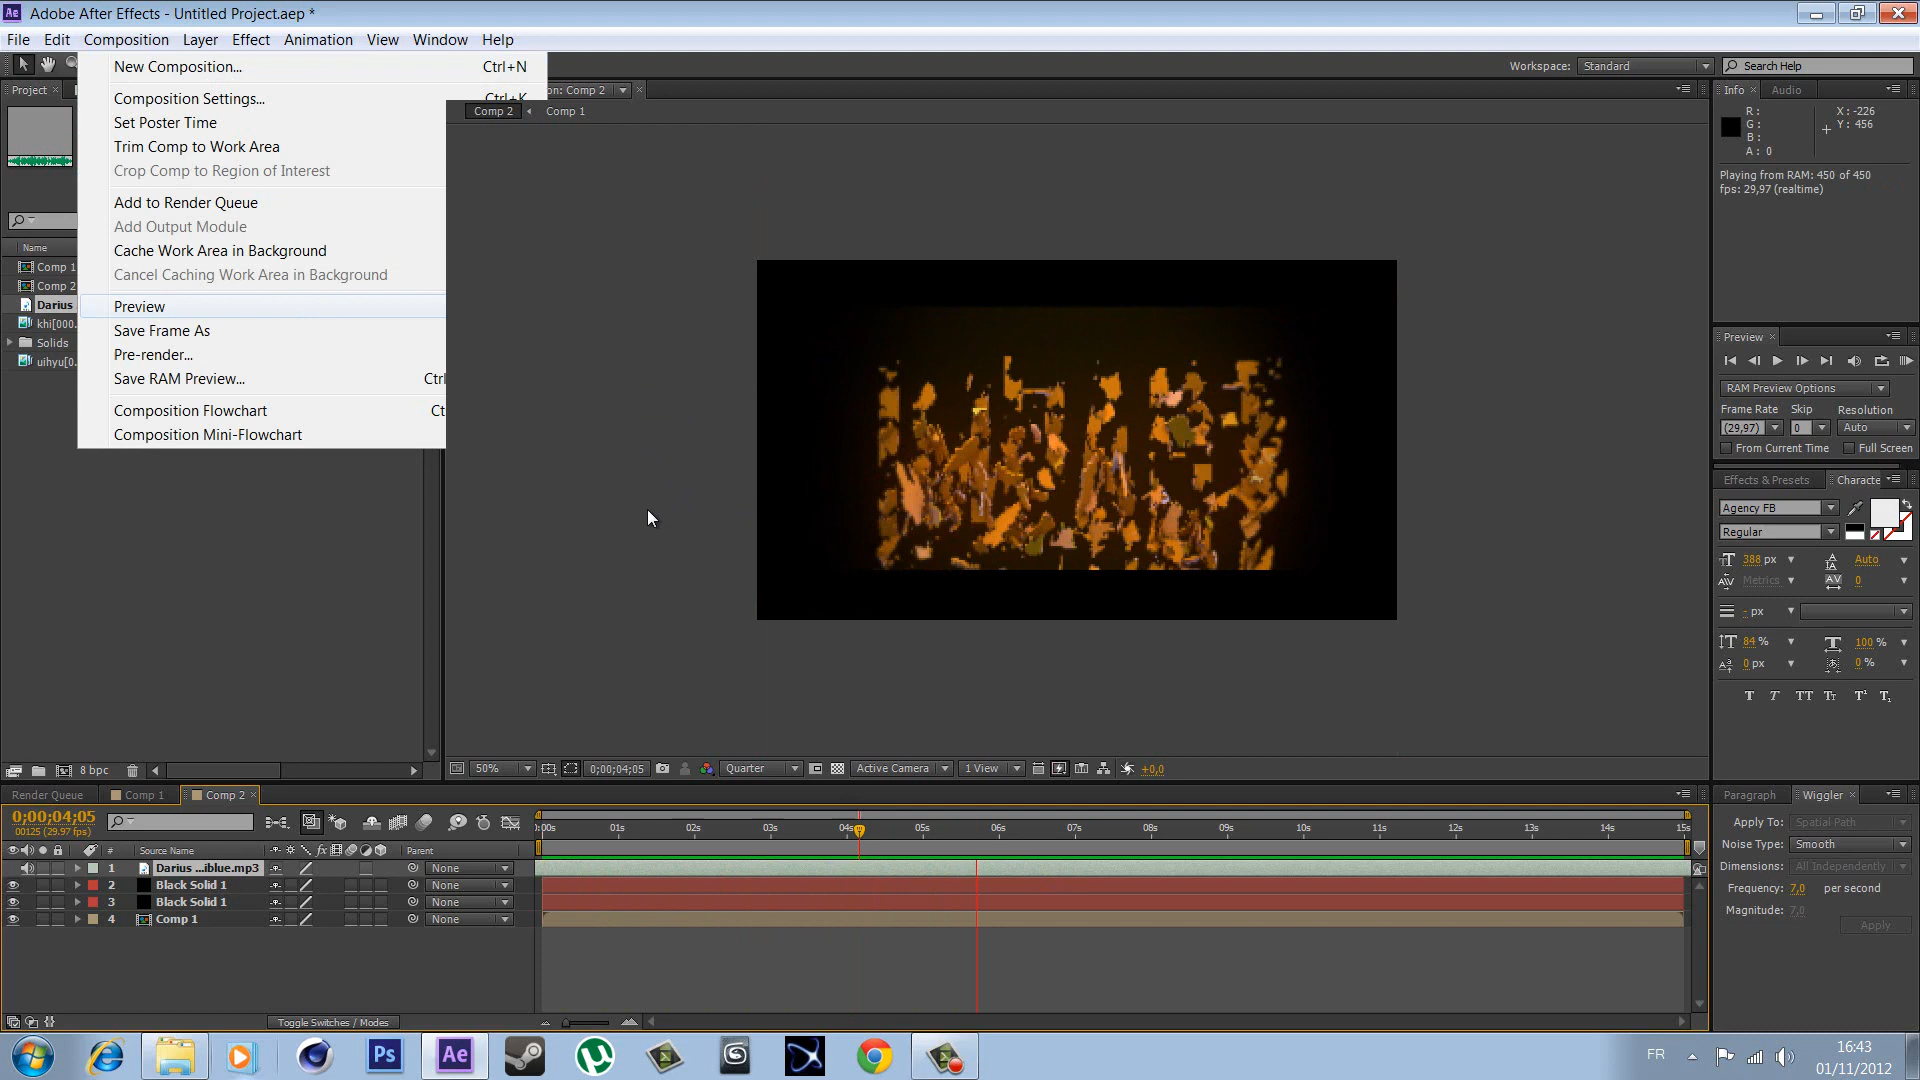 Adobe After Effects - Untitled Project.aep *
File Edit Composition Layer Effect Animation View Window Help
New Composition... Ctrl+N
Composition Settings... Ctrl+K
Set Poster Time
Trim Comp to Work Area
Crop Comp to Region of Interest
Add to Render Queue
Add Output Module
Cache Work Area in Background
Cancel Caching Work Area in Background
Preview
Save Frame As
Pre-render...
Save RAM Preview... Ctrl
Composition Flowchart Ct
Composition Mini-Flowchart
Workspace: Standard
Search Help
Project
on: Comp 2
Comp 2 Comp 1
Name
Comp 1
Comp 2
Darius
khi[000.
Solids
uihyu[0.
8 bpc
Info Audio
R: X: -226
G: Y: 456
B:
A: 0
Playing from RAM: 450 of 450
fps: 29,97 (realtime)
Preview
RAM Preview Options
Frame Rate Skip Resolution
(29,97) 0 Auto
From Current Time Full Screen
Effects & Presets Characte
Agency FB
Regular
388 px Auto
Metrics 0
- px
84 % 100 %
0 px 0 %
T T TT Tr T¹ T₁
50% 0;00;04;05 Quarter Active Camera 1 View +0,0
Render Queue Comp 1 Comp 2
0;00;04;05
00125 (29.97 fps)
:00s 01s 02s 03s 04s 05s 06s 07s 08s 09s 10s 11s 12s 13s 14s 15s
# Source Name Parent
1 Darius ...iblue.mp3 None
2 Black Solid 1 None
3 Black Solid 1 None
4 Comp 1 None
Toggle Switches / Modes
Paragraph Wiggler
Apply To: Spatial Path
Noise Type: Smooth
Dimensions: All Independently
Frequency: 7,0 per second
Magnitude: 7,0
Apply
Ps Ae
FR
16:43
01/11/2012